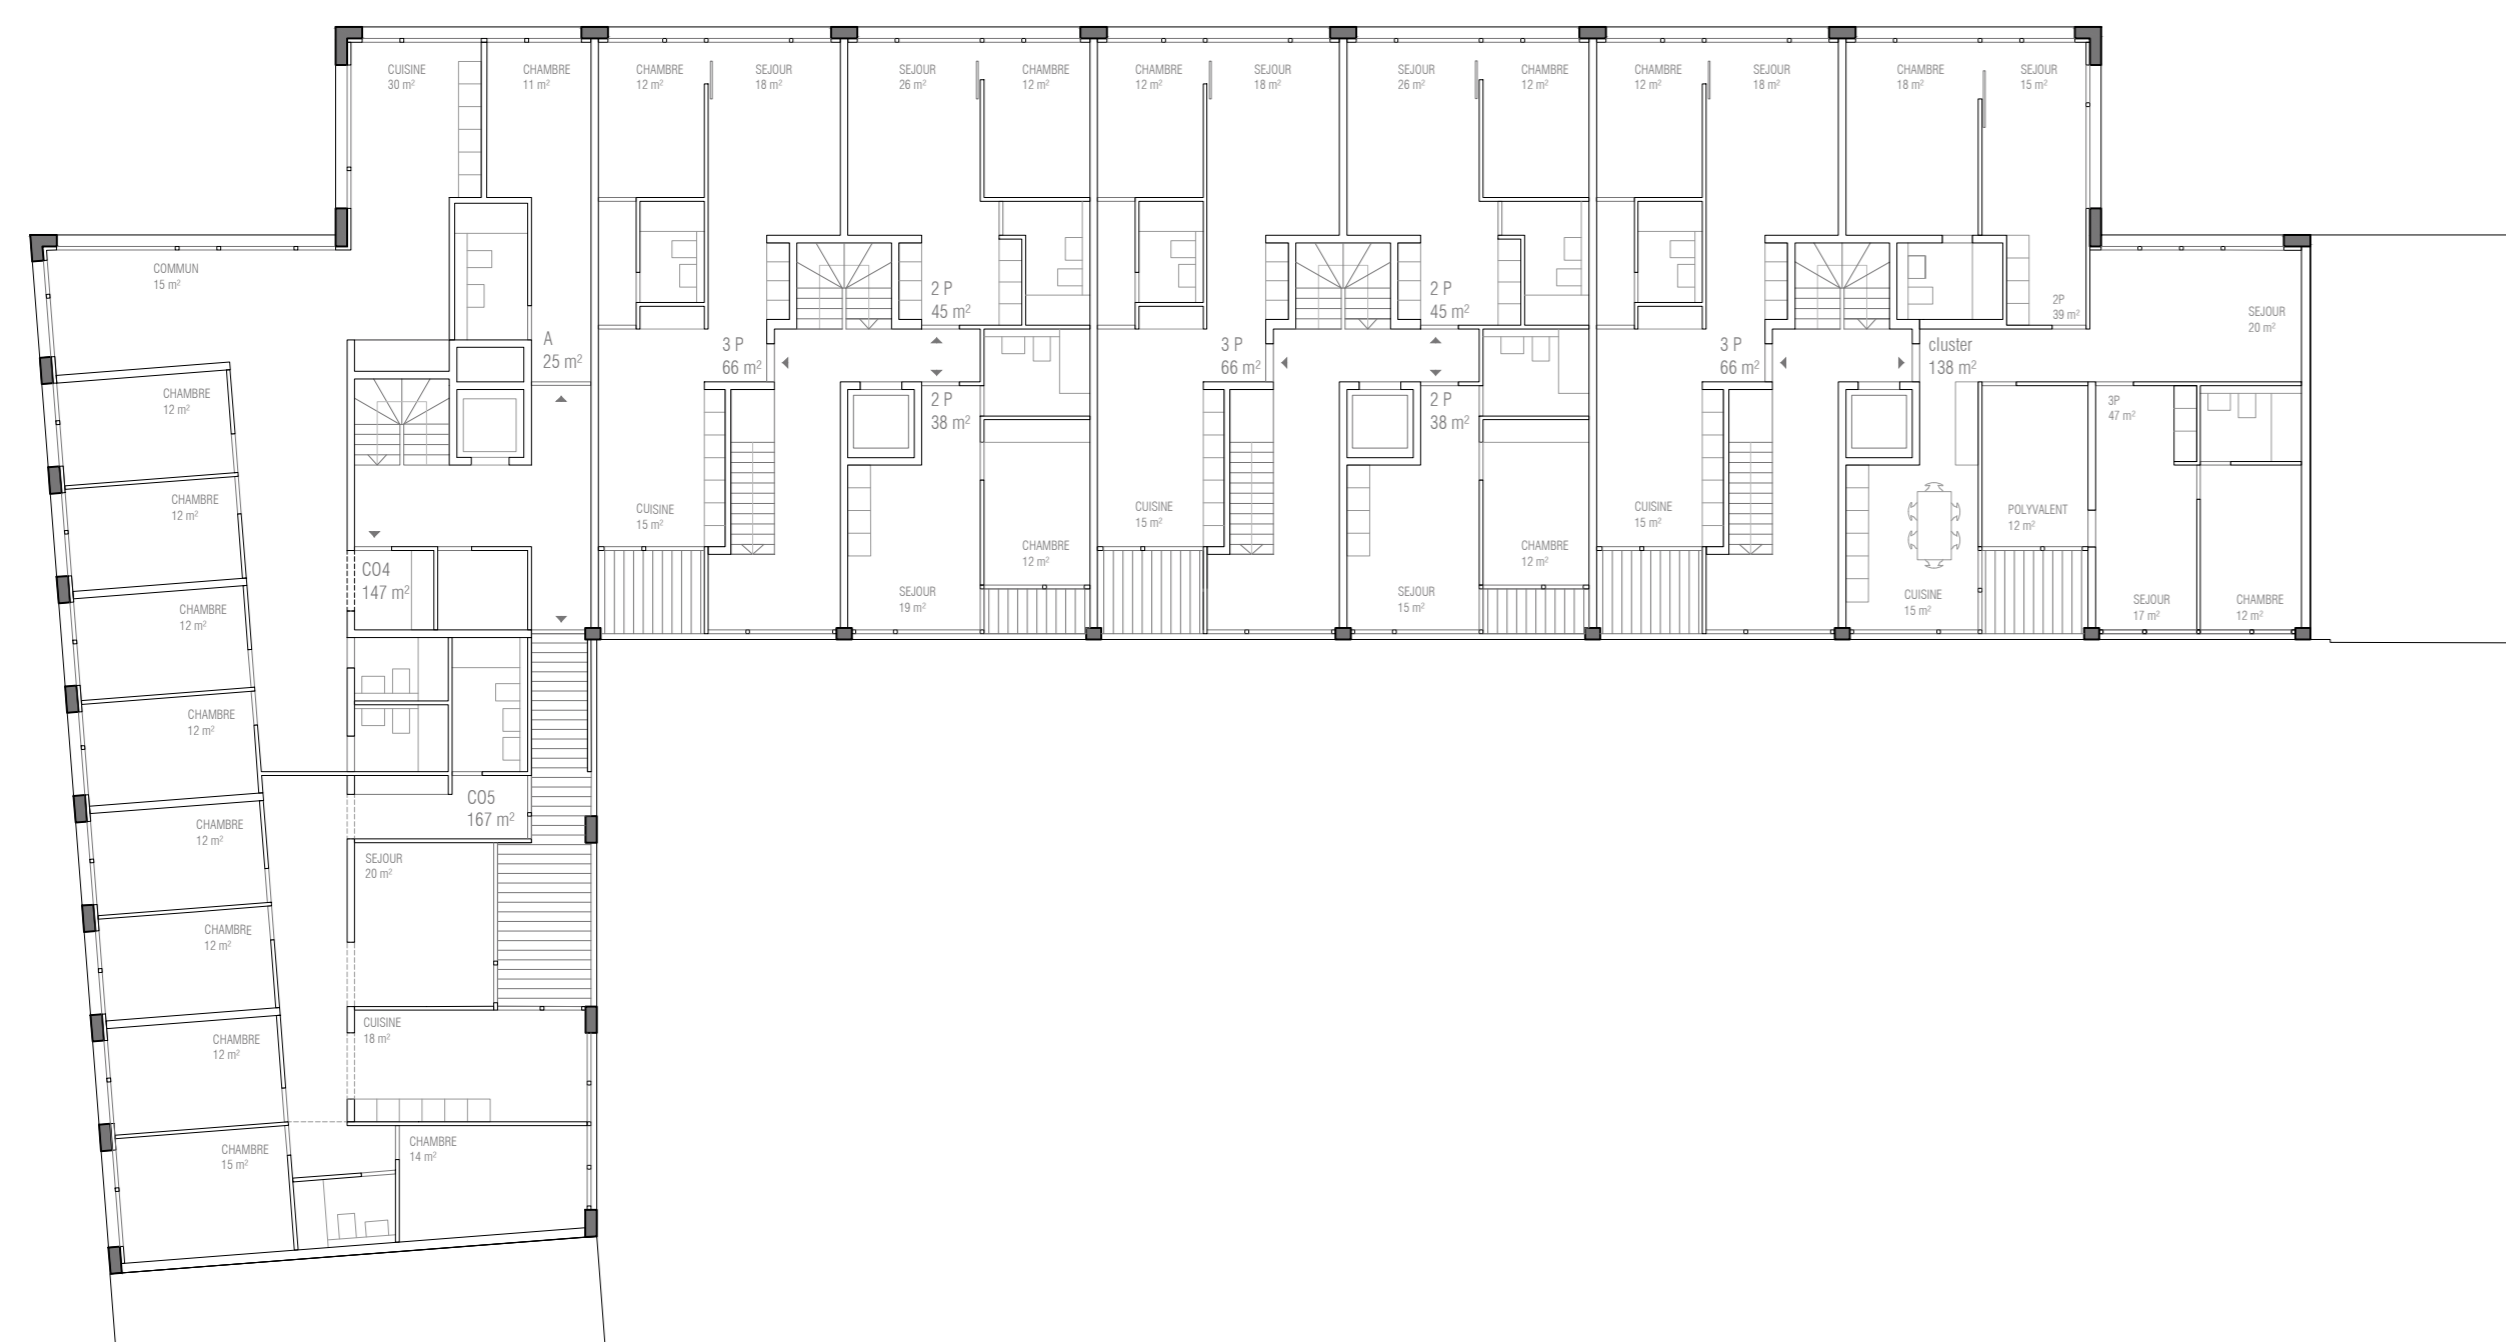 CUISINE
30 m²
CHAMBRE
11 m²
CHAMBRE
12 m²
SEJOUR
18 m²
SEJOUR
26 m²
CHAMBRE
12 m²
CHAMBRE
12 m²
SEJOUR
18 m²
SEJOUR
26 m²
CHAMBRE
12 m²
CHAMBRE
12 m²
SEJOUR
18 m²
CHAMBRE
18 m²
SEJOUR
15 m²
COMMUN
15 m²
2 P
45 m²
2 P
45 m²
2P
39 m²
SEJOUR
20 m²
A
25 m²
3 P
66 m²
3 P
66 m²
3 P
66 m²
cluster
138 m²
CHAMBRE
12 m²
2 P
38 m²
2 P
38 m²
3P
47 m²
CHAMBRE
12 m²
CUISINE
15 m²
CUISINE
15 m²
CUISINE
15 m²
POLYVALENT
12 m²
CHAMBRE
12 m²
CHAMBRE
12 m²
CO4
147 m²
CHAMBRE
12 m²
SEJOUR
19 m²
SEJOUR
15 m²
CUISINE
15 m²
SEJOUR
17 m²
CHAMBRE
12 m²
CHAMBRE
12 m²
CO5
167 m²
CHAMBRE
12 m²
SEJOUR
20 m²
CHAMBRE
12 m²
CUISINE
18 m²
CHAMBRE
12 m²
CHAMBRE
15 m²
CHAMBRE
14 m²